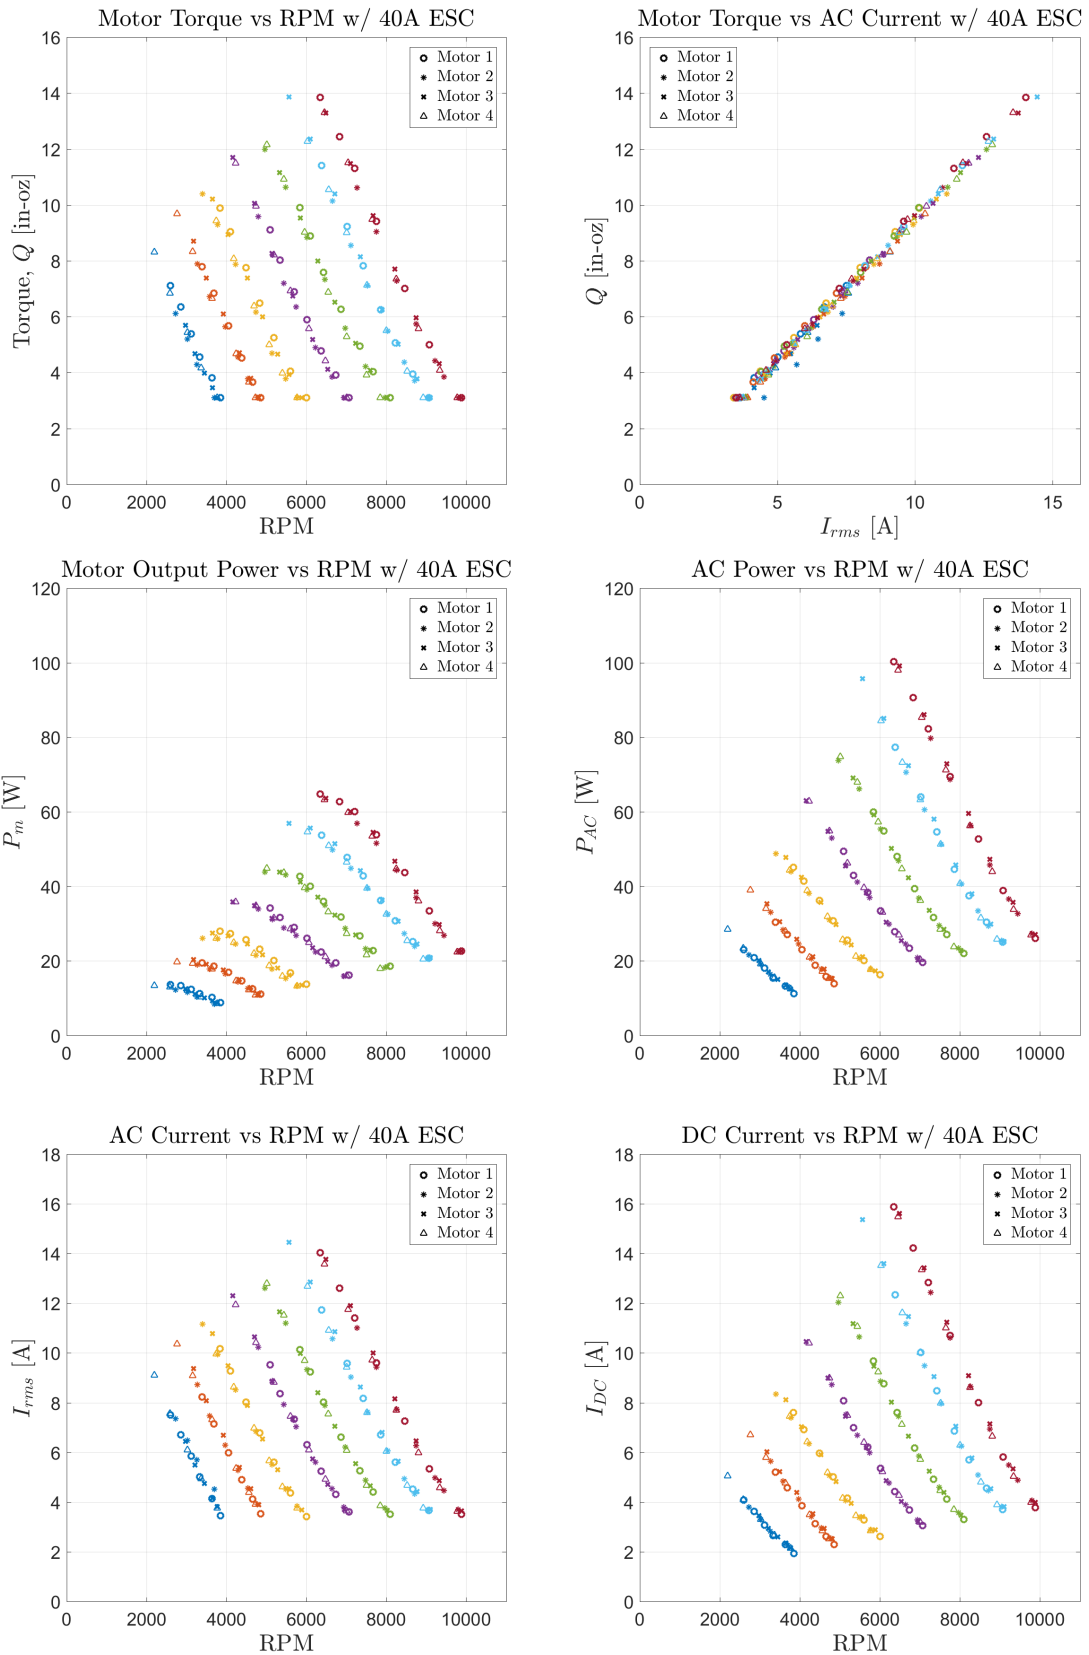 Motor Torque vs RPM w/ 40A ESC
16
14
12
10
8
6
4
2
0
Torque, Q [in-oz]
0 2000 4000 6000 8000 10000
RPM
Motor 1
Motor 2
Motor 3
Motor 4
Motor Torque vs AC Current w/ 40A ESC
16
14
12
10
8
6
4
2
0
Q [in-oz]
0 5 10 15
I_rms [A]
Motor 1
Motor 2
Motor 3
Motor 4
Motor Output Power vs RPM w/ 40A ESC
120
100
80
60
40
20
0
P_m [W]
0 2000 4000 6000 8000 10000
RPM
Motor 1
Motor 2
Motor 3
Motor 4
AC Power vs RPM w/ 40A ESC
120
100
80
60
40
20
0
P_AC [W]
0 2000 4000 6000 8000 10000
RPM
Motor 1
Motor 2
Motor 3
Motor 4
AC Current vs RPM w/ 40A ESC
18
16
14
12
10
8
6
4
2
0
I_rms [A]
0 2000 4000 6000 8000 10000
RPM
Motor 1
Motor 2
Motor 3
Motor 4
DC Current vs RPM w/ 40A ESC
18
16
14
12
10
8
6
4
2
0
I_DC [A]
0 2000 4000 6000 8000 10000
RPM
Motor 1
Motor 2
Motor 3
Motor 4